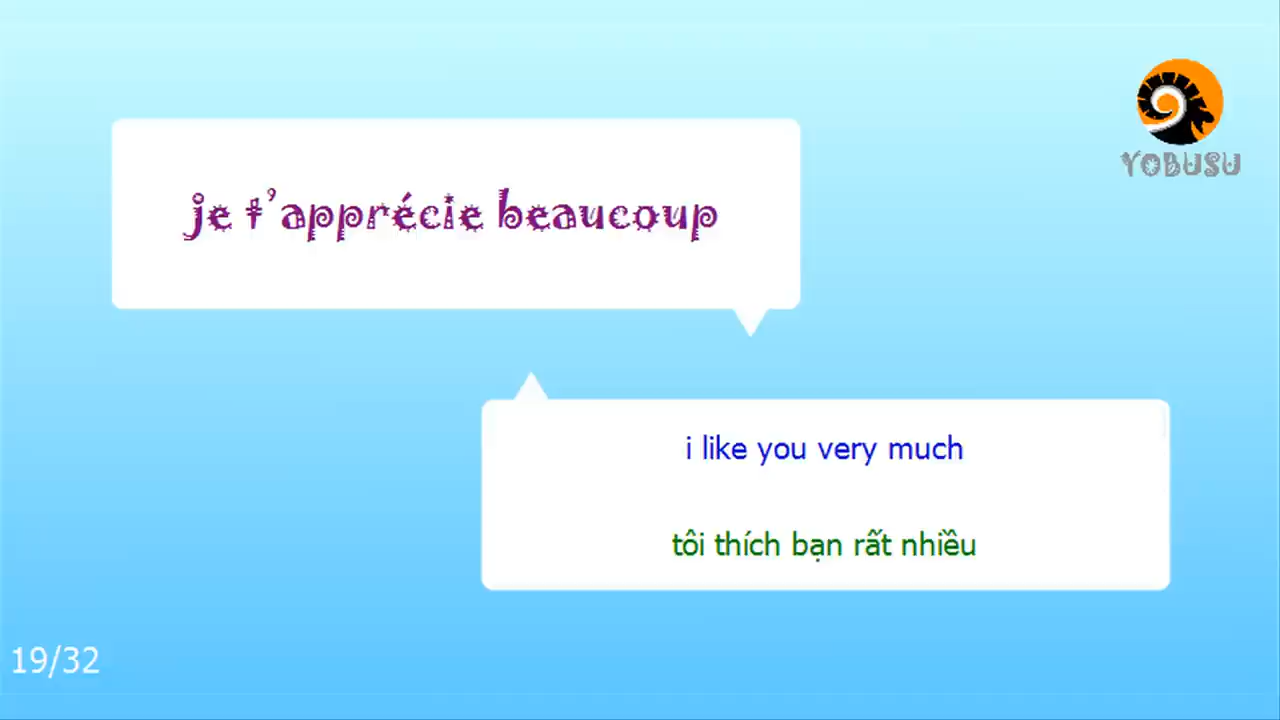 YOBUSU
je t’apprécie beaucoup
i like you very much
tôi thích bạn rất nhiều
19/32